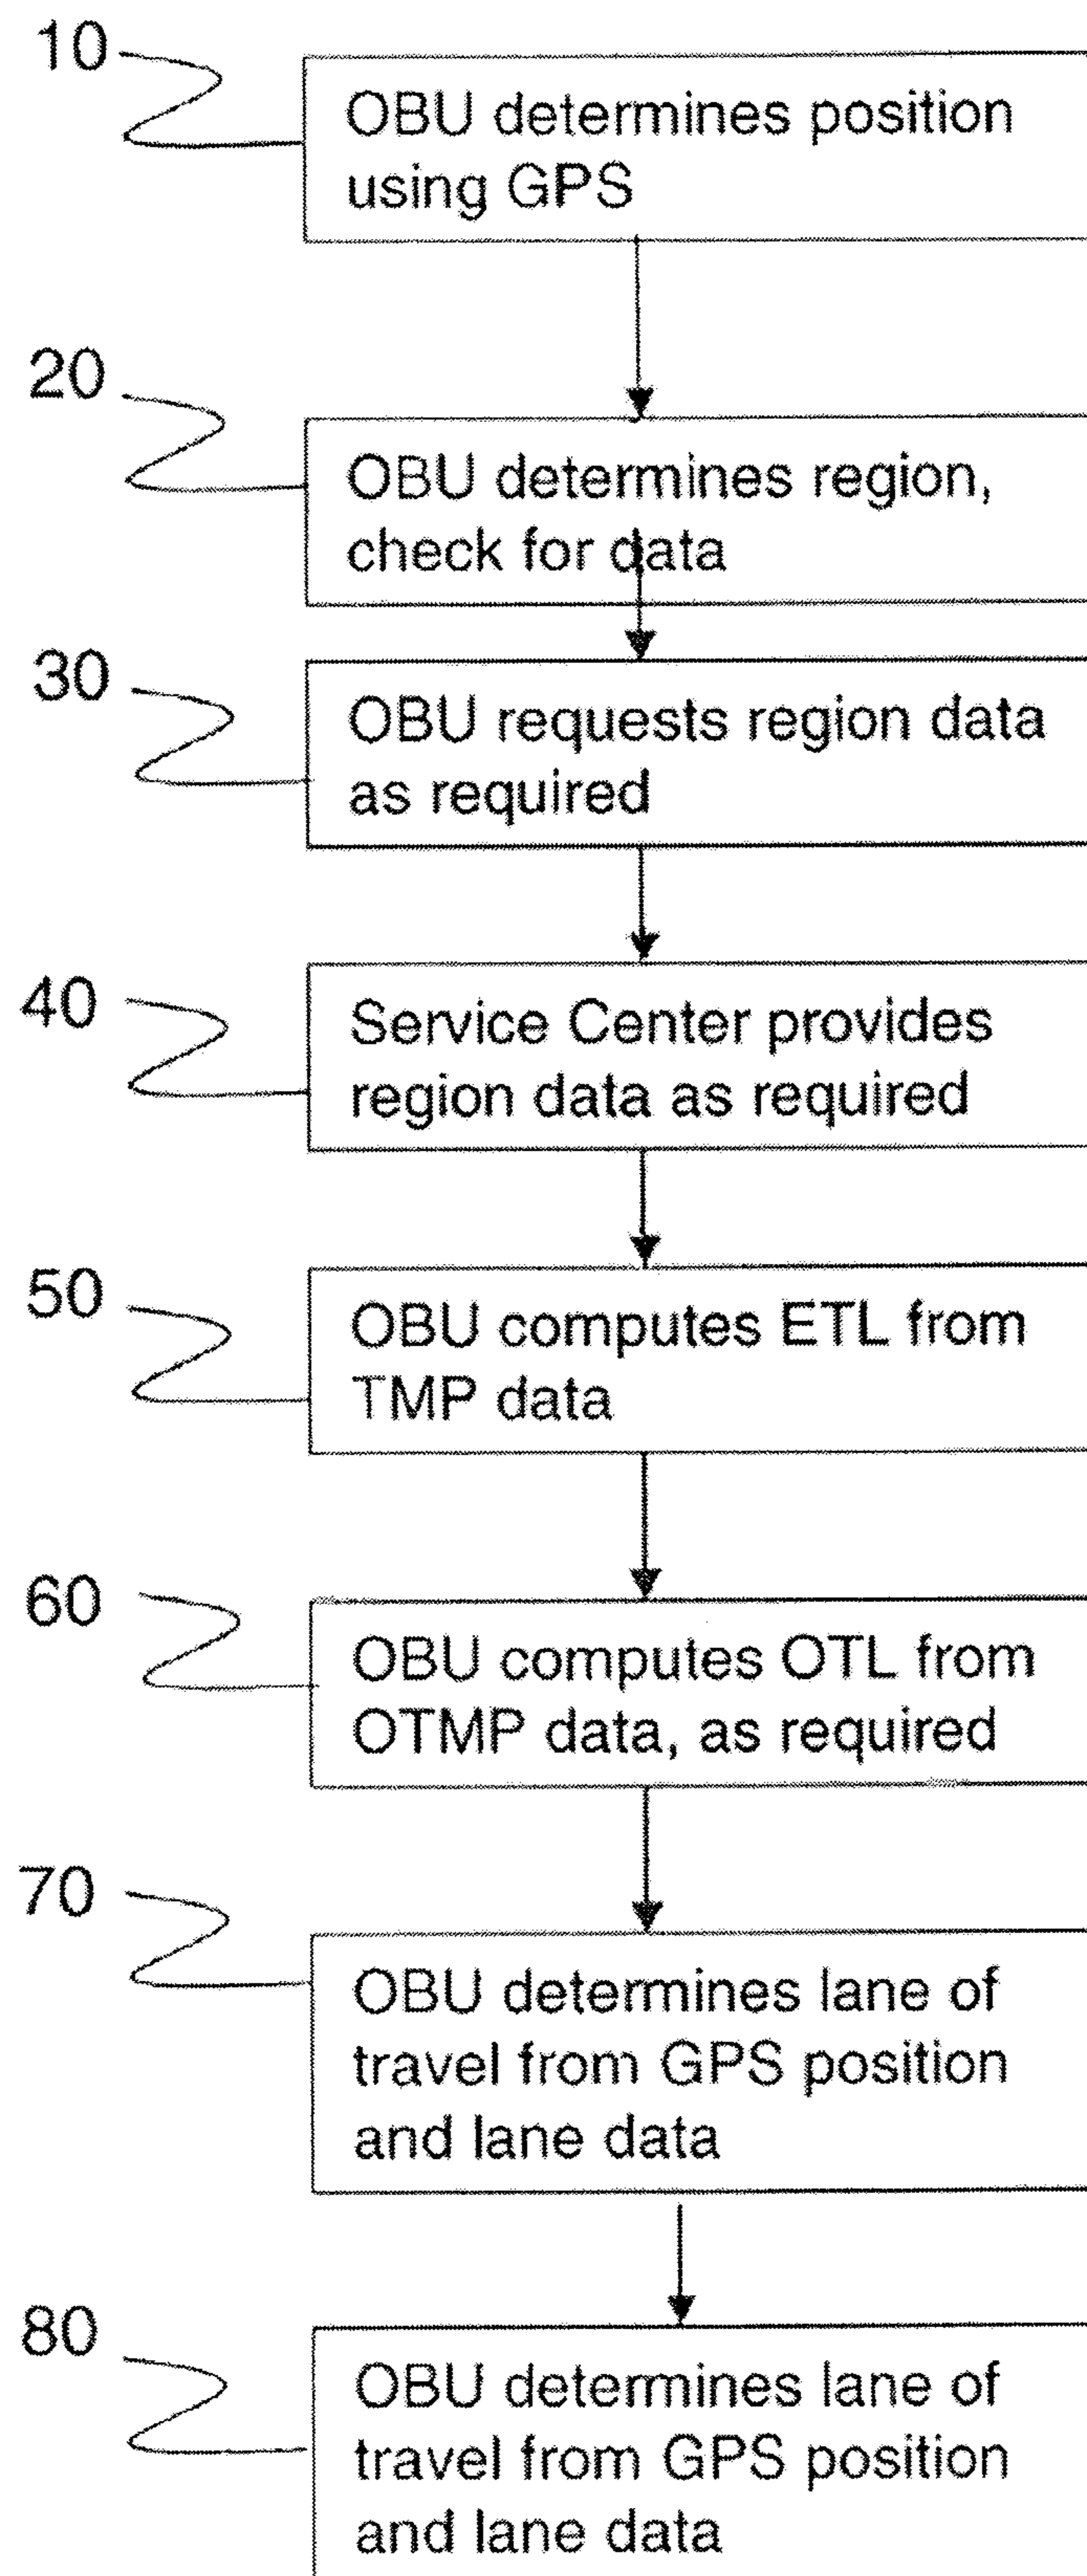 10
OBU determines position
using GPS
20
OBU determines region,
check for data
30
OBU requests region data
as required
40
Service Center provides
region data as required
50
OBU computes ETL from
TMP data
60
OBU computes OTL from
OTMP data, as required
70
OBU determines lane of
travel from GPS position
and lane data
80
OBU determines lane of
travel from GPS position
and lane data